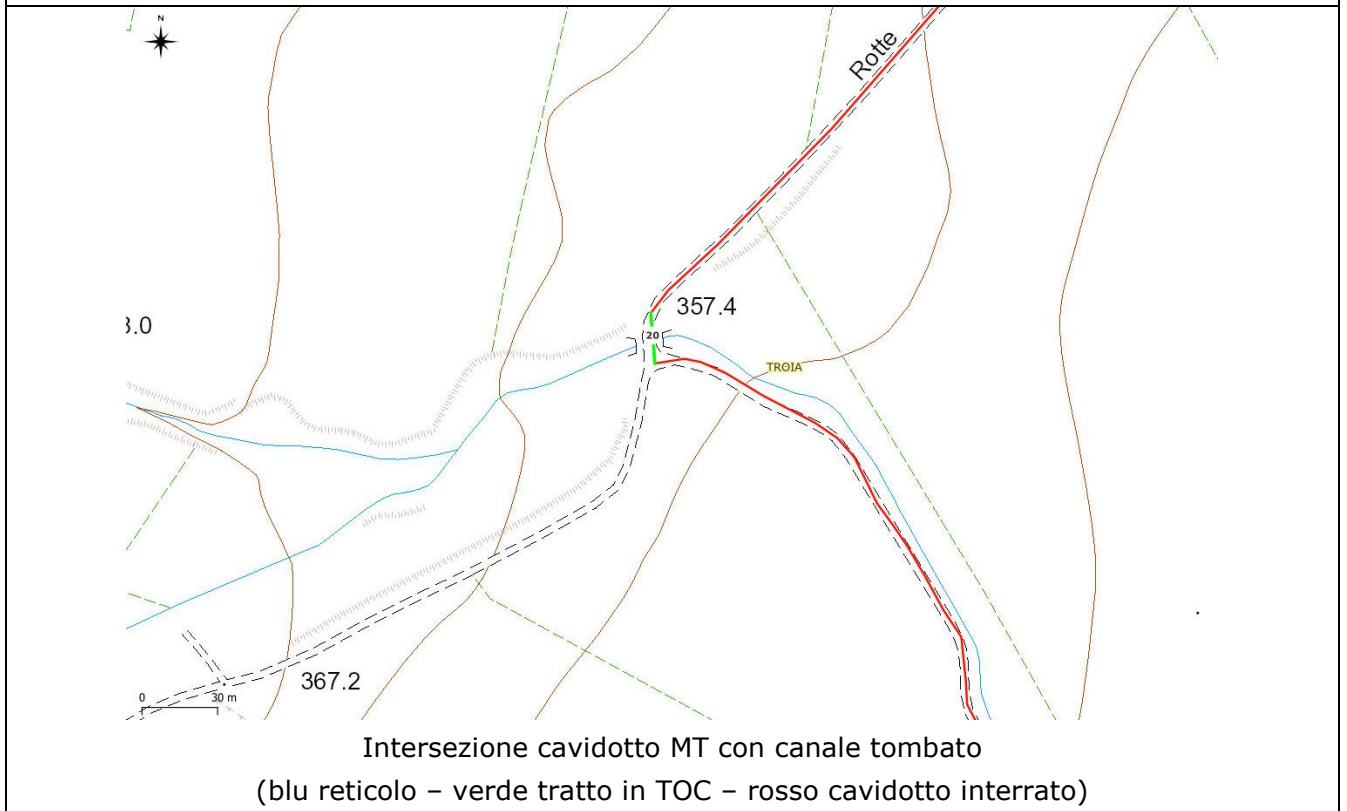 N
Rotte
357.4
3.0
20
TROIA
367.2
0 30 m
Intersezione cavidotto MT con canale tombato
(blu reticolo – verde tratto in TOC – rosso cavidotto interrato)